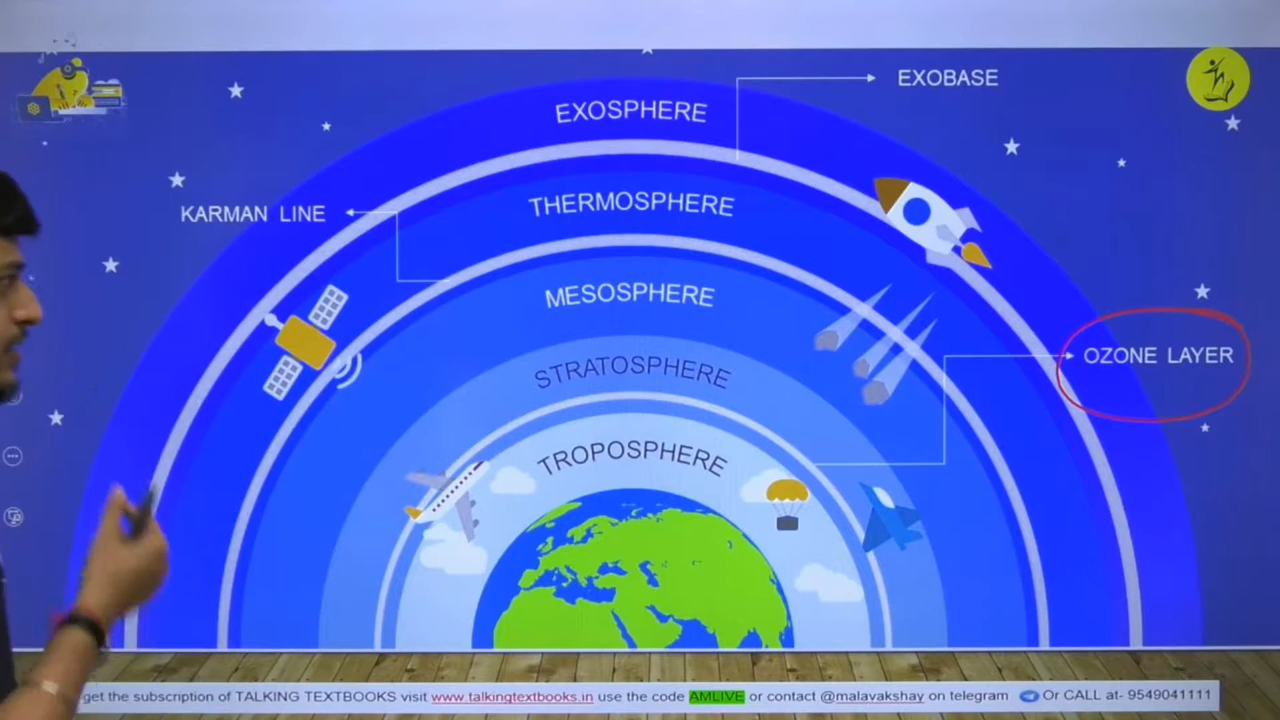 EXOBASE
EXOSPHERE
THERMOSPHERE
KARMAN LINE
MESOSPHERE
OZONE LAYER
STRATOSPHERE
TROPOSPHERE
get the subscription of TALKING TEXTBOOKS visit www.talkingtextbooks.in use the code AMLIVE or contact @malavakshay on telegram Or CALL at- 9549041111